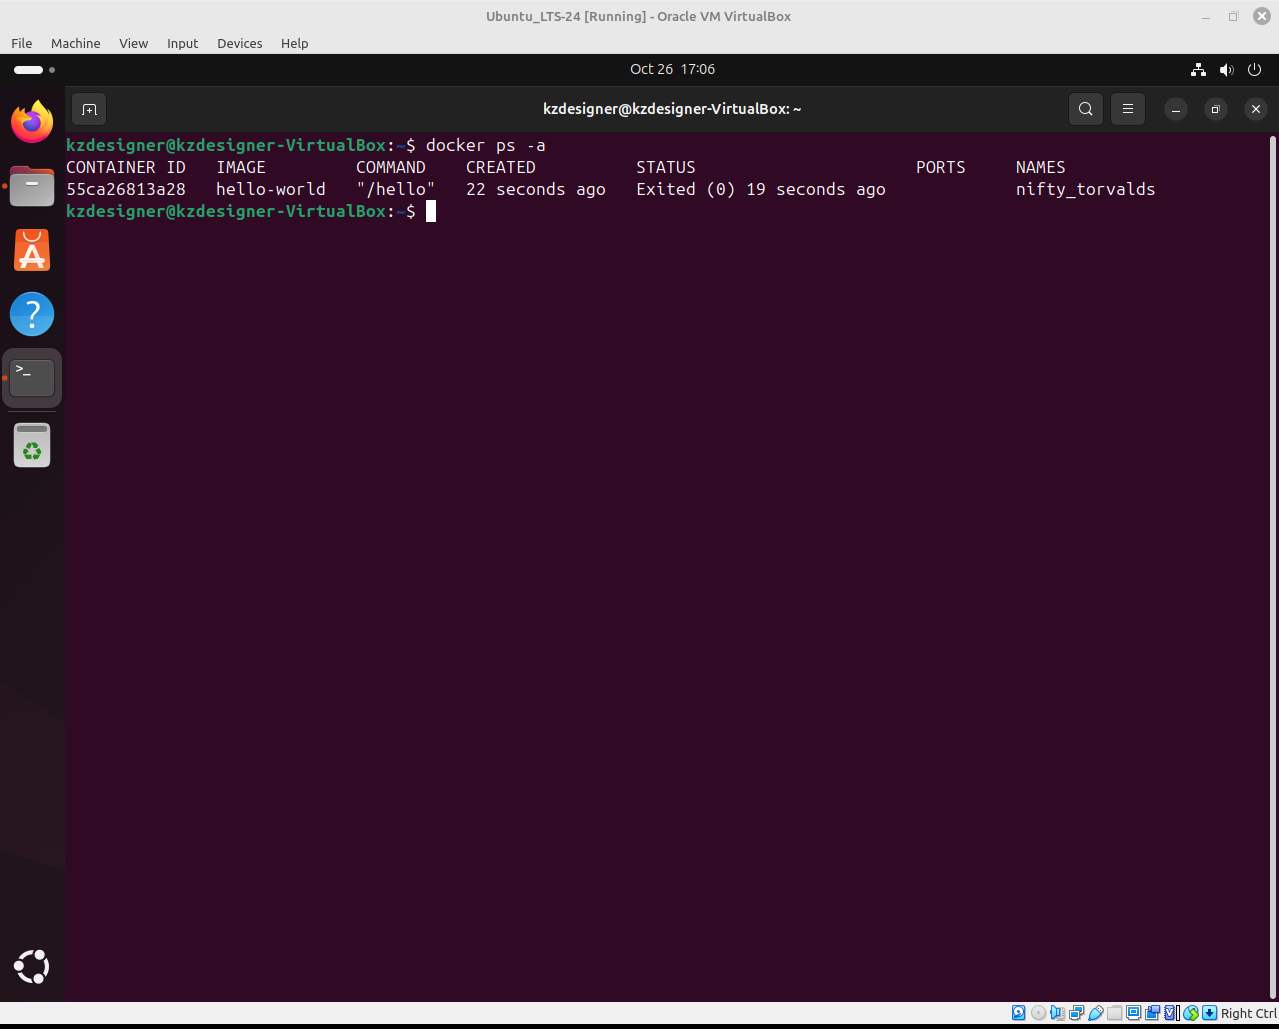 Ubuntu_LTS-24 [Running] - Oracle VM VirtualBox
File Machine View Input Devices Help
Oct 26 17:06
kzdesigner@kzdesigner-VirtualBox: ~
kzdesigner@kzdesigner-VirtualBox:~$ docker ps -a
CONTAINER ID IMAGE COMMAND CREATED STATUS PORTS NAMES
55ca26813a28 hello-world "/hello" 22 seconds ago Exited (0) 19 seconds ago nifty_torvalds
kzdesigner@kzdesigner-VirtualBox:~$
Right Ctrl